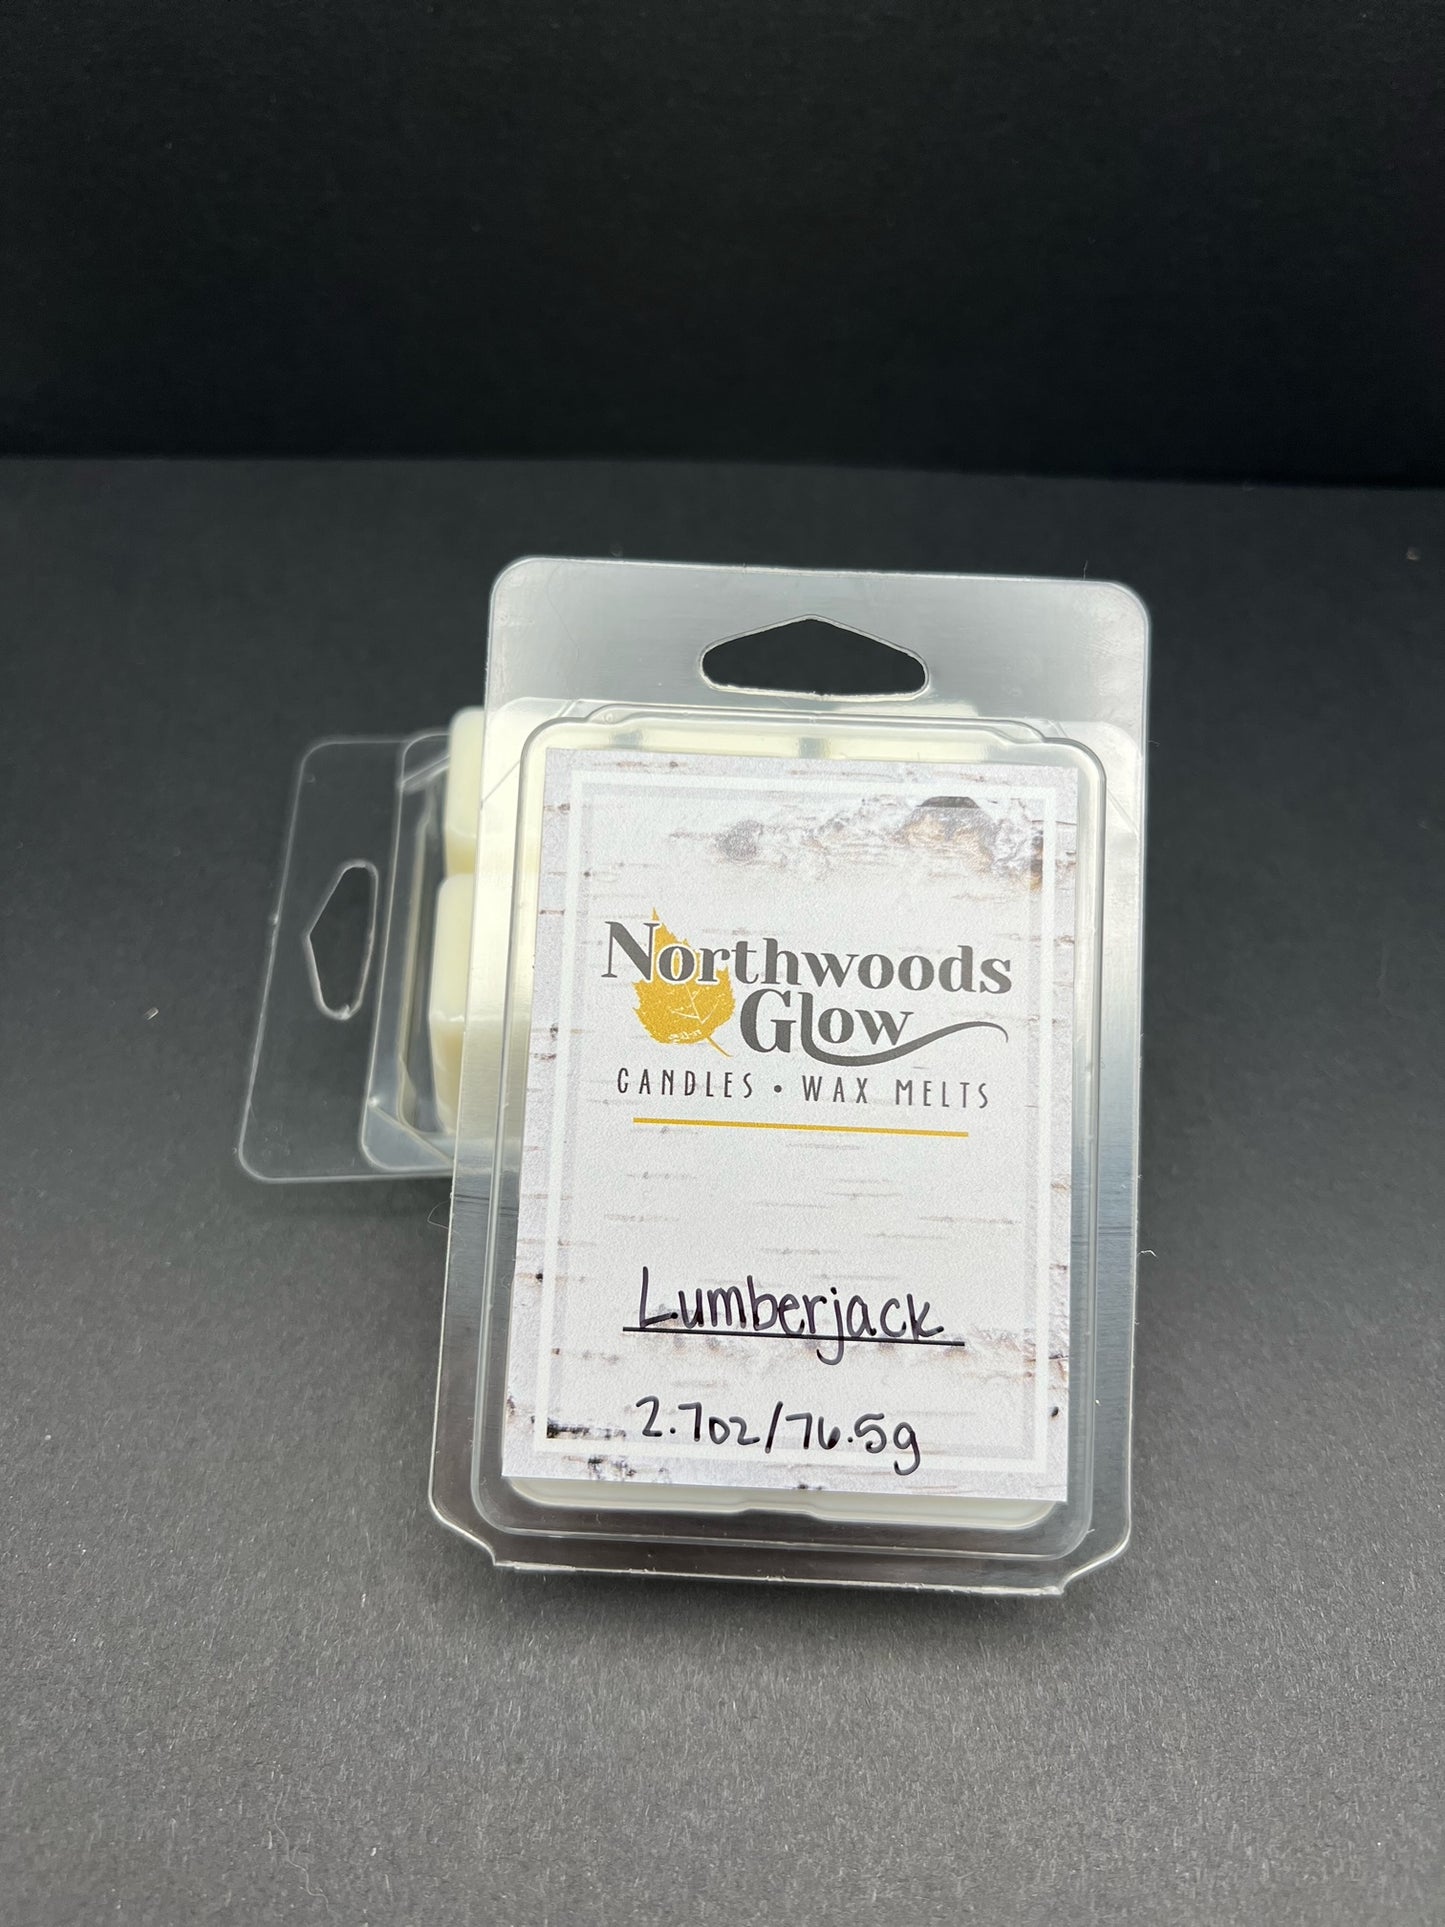 Northwoods
Glow
CANDLES • WAX MELTS
Lumberjack
2.7oz/76.5g